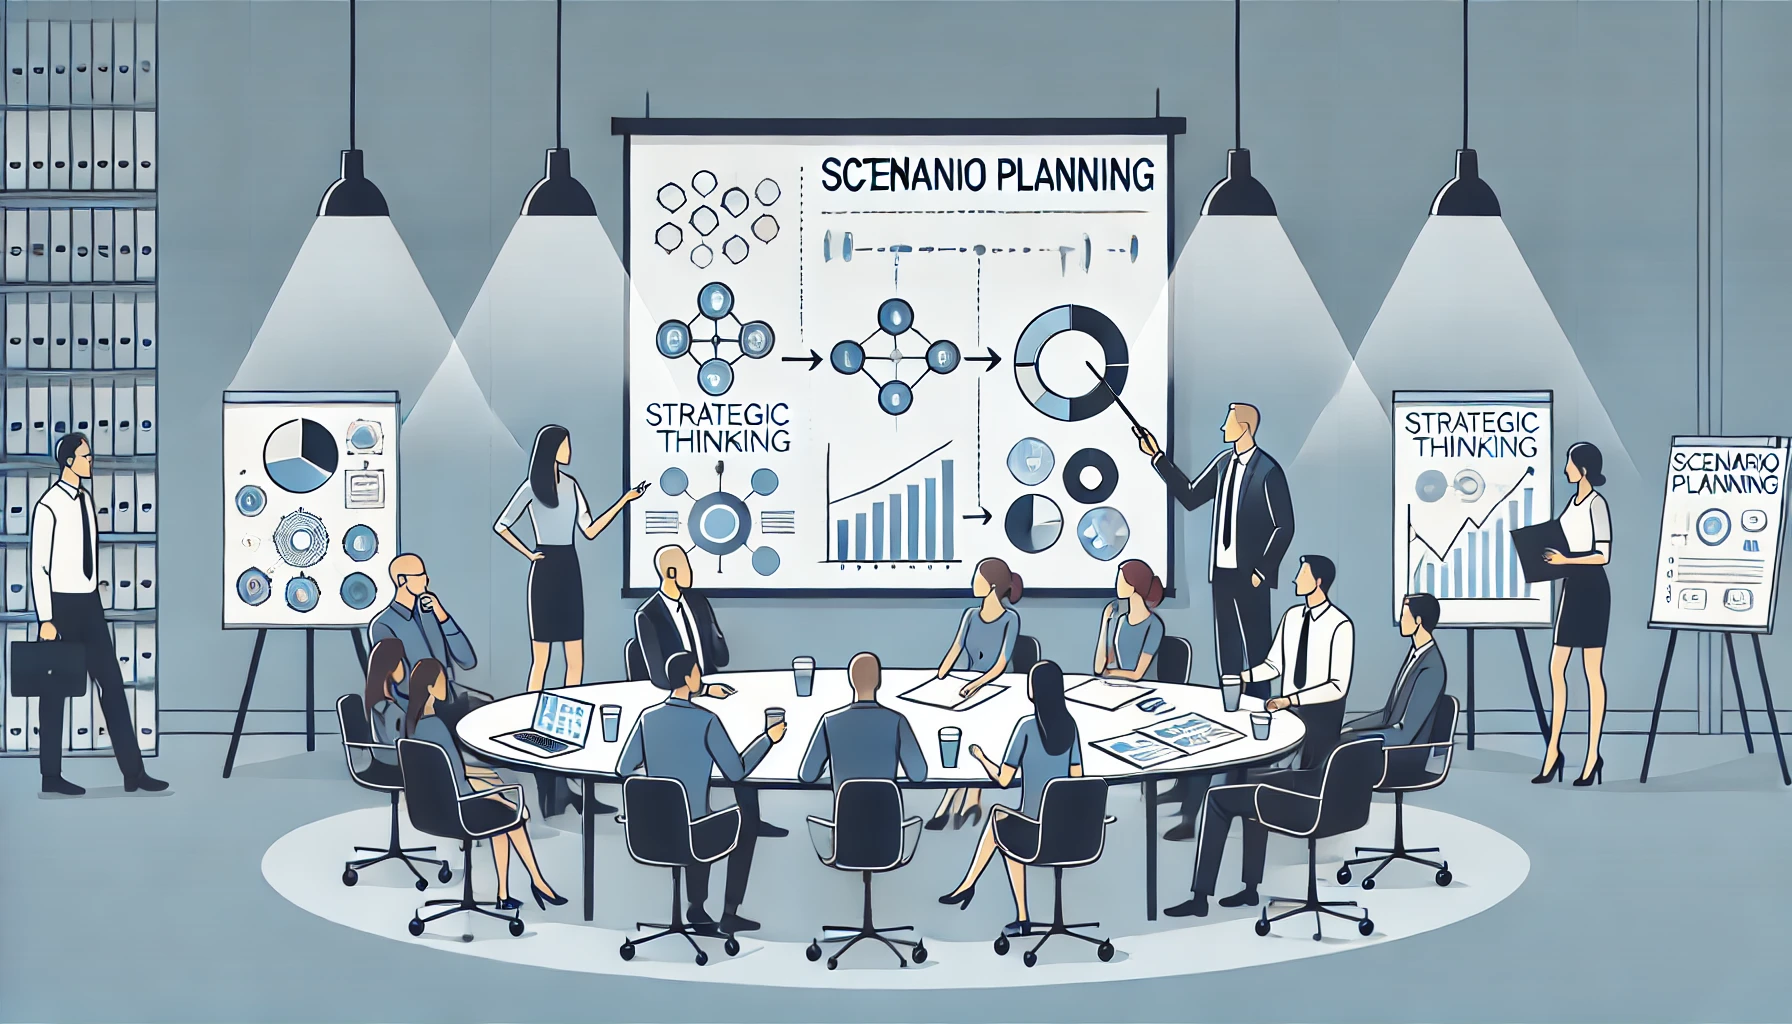 SCENANIO PLANNING
STRATEGIC
THINKING
STRATEGIC
THINKING
SCENARIO
PLANNING